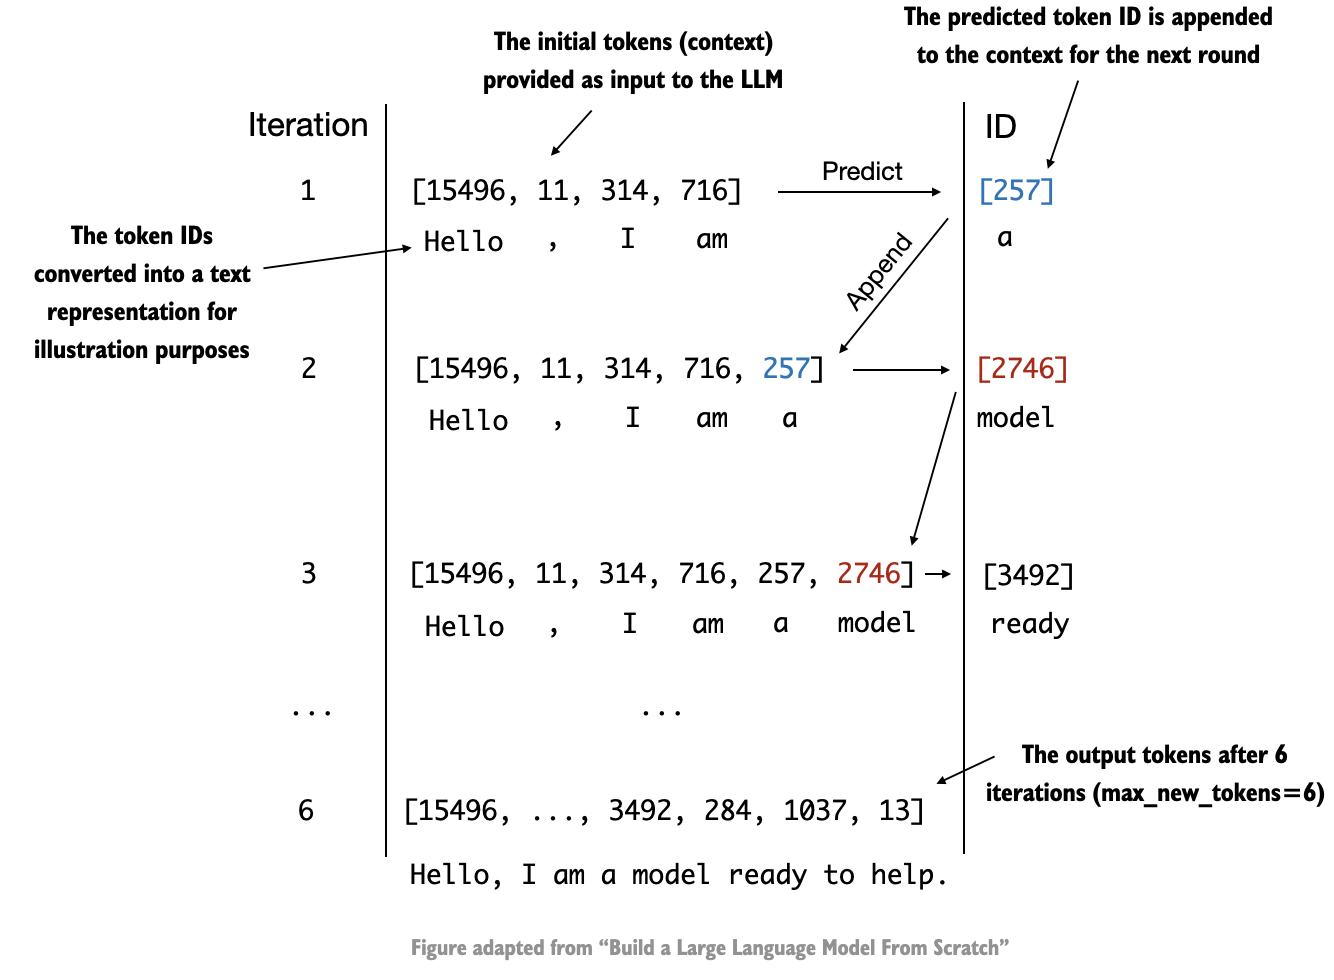 The initial tokens (context)
provided as input to the LLM
The predicted token ID is appended
to the context for the next round
Iteration
ID
1
[15496, 11, 314, 716]
Predict
[257]
Hello , I am
a
The token IDs
converted into a text
representation for
illustration purposes
Append
2
[15496, 11, 314, 716, 257]
[2746]
Hello , I am a
model
3
[15496, 11, 314, 716, 257, 2746]
[3492]
Hello , I am a model
ready
...
...
The output tokens after 6
iterations (max_new_tokens=6)
6
[15496, ..., 3492, 284, 1037, 13]
Hello, I am a model ready to help.
Figure adapted from “Build a Large Language Model From Scratch”